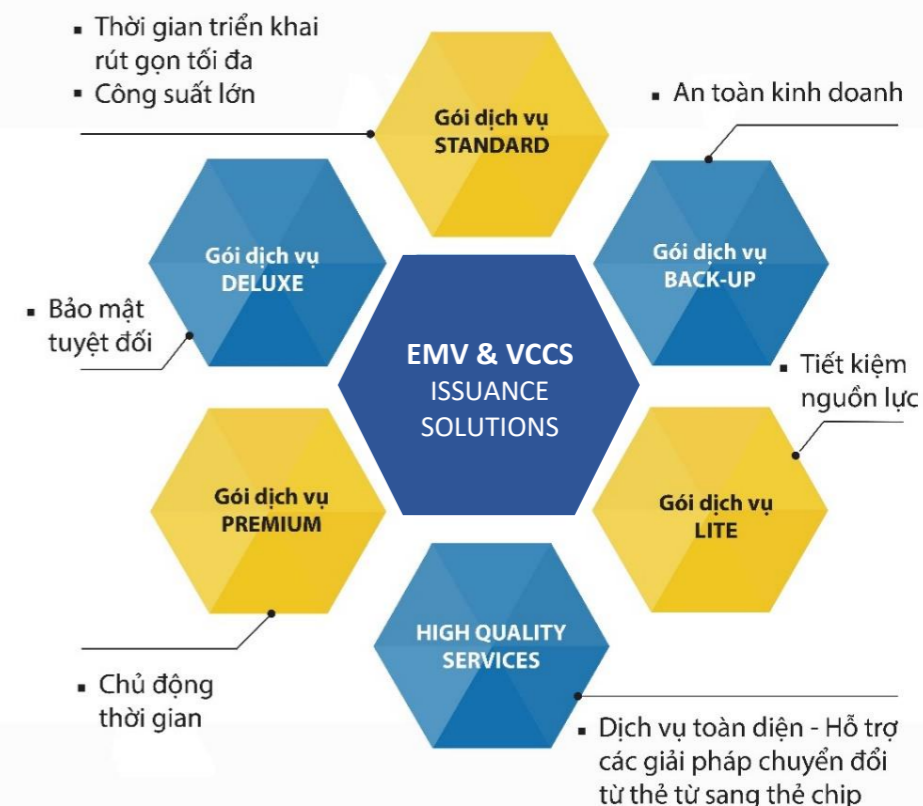 ▪ Thời gian triển khai
rút gọn tối đa
▪ Công suất lớn
Gói dịch vụ
STANDARD
▪ An toàn kinh doanh
Gói dịch vụ
DELUXE
Gói dịch vụ
BACK-UP
▪ Bảo mật
tuyệt đối
EMV & VCCS
ISSUANCE
SOLUTIONS
▪ Tiết kiệm
nguồn lực
Gói dịch vụ
PREMIUM
Gói dịch vụ
LITE
HIGH QUALITY
SERVICES
▪ Chủ động
thời gian
▪ Dịch vụ toàn diện - Hỗ trợ
các giải pháp chuyển đổi
từ thẻ từ sang thẻ chip